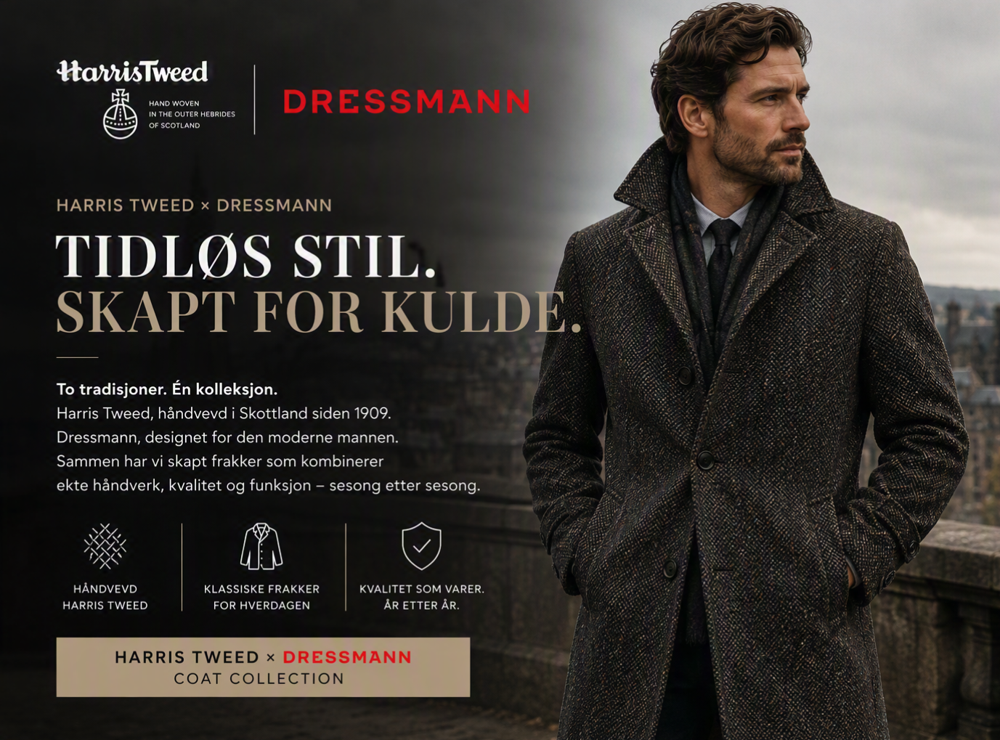 HarrisTweed
HAND WOVEN
IN THE OUTER HEBRIDES
OF SCOTLAND
DRESSMANN
HARRIS TWEED × DRESSMANN
TIDLØS STIL.
SKAPT FOR KULDE.
To tradisjoner. Én kolleksjon.
Harris Tweed, håndvevd i Skottland siden 1909.
Dressmann, designet for den moderne mannen.
Sammen har vi skapt frakker som kombinerer
ekte håndverk, kvalitet og funksjon – sesong etter sesong.
HÅNDVEVD
HARRIS TWEED
KLASSISKE FRAKKER
FOR HVERDAGEN
KVALITET SOM VARER.
ÅR ETTER ÅR.
HARRIS TWEED × DRESSMANN
COAT COLLECTION